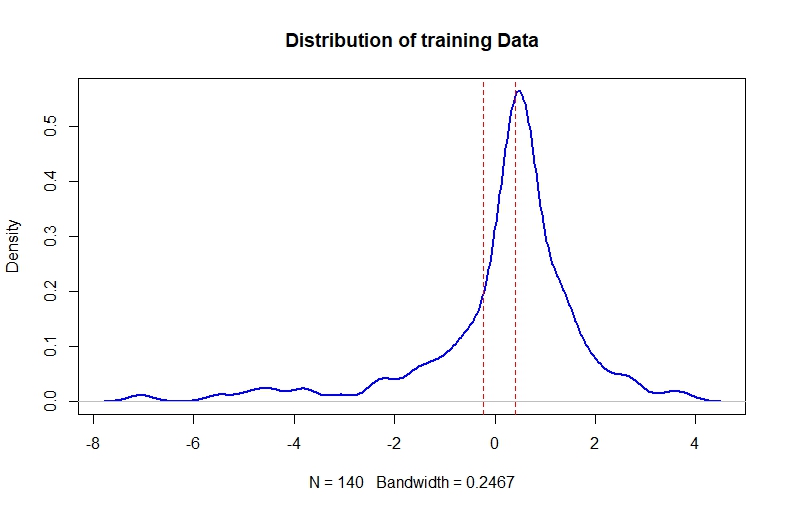 Distribution of training Data
Density
0.0 0.1 0.2 0.3 0.4 0.5
-8 -6 -4 -2 0 2 4
N = 140 Bandwidth = 0.2467